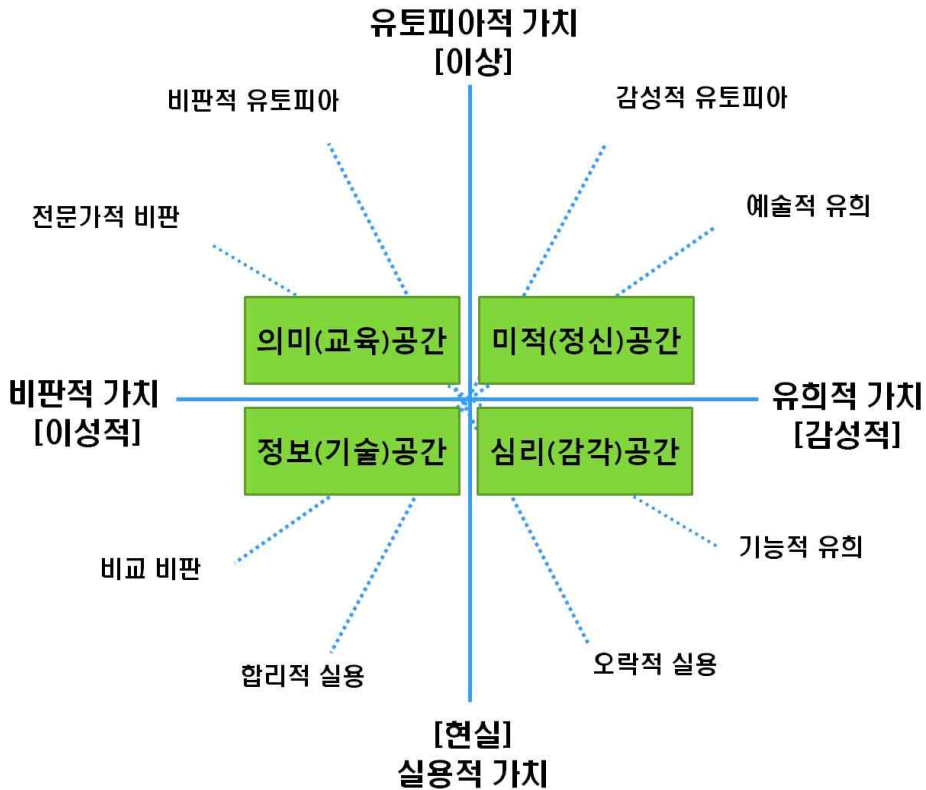 유토피아적 가치
[이상]
비판적 유토피아
감성적 유토피아
전문가적 비판
예술적 유희
의미(교육)공간
미적(정신)공간
비판적 가치
[이성적]
유희적 가치
[감성적]
정보(기술)공간
심리(감각)공간
비교 비판
기능적 유희
합리적 실용
오락적 실용
[현실]
실용적 가치